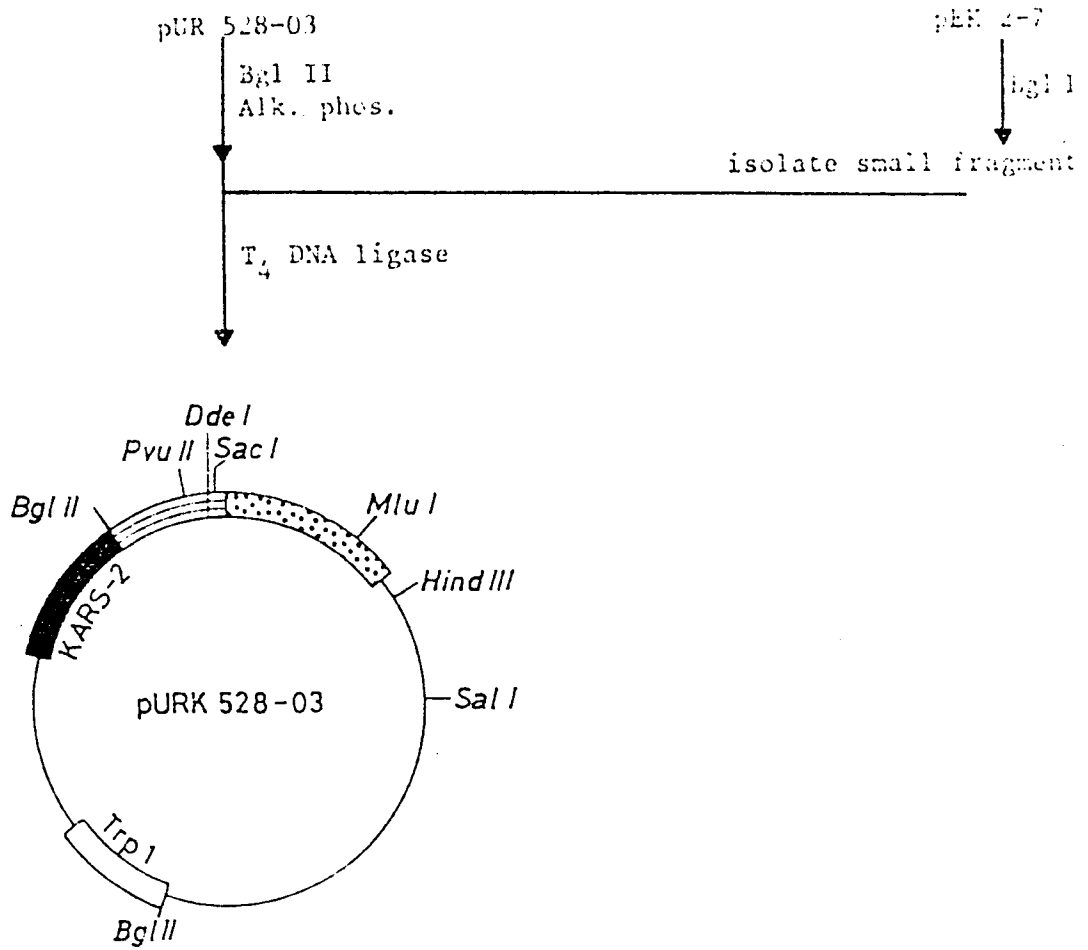 pUR 528-03
Bgl II
Alk. phos.
isolate small fragment
T4 DNA ligase
Dde I
Pvu II
Sac I
Bgl II
Mlu I
KARS-2
Hind III
pURK 528-03
Sal I
Trp 1
Bgl II